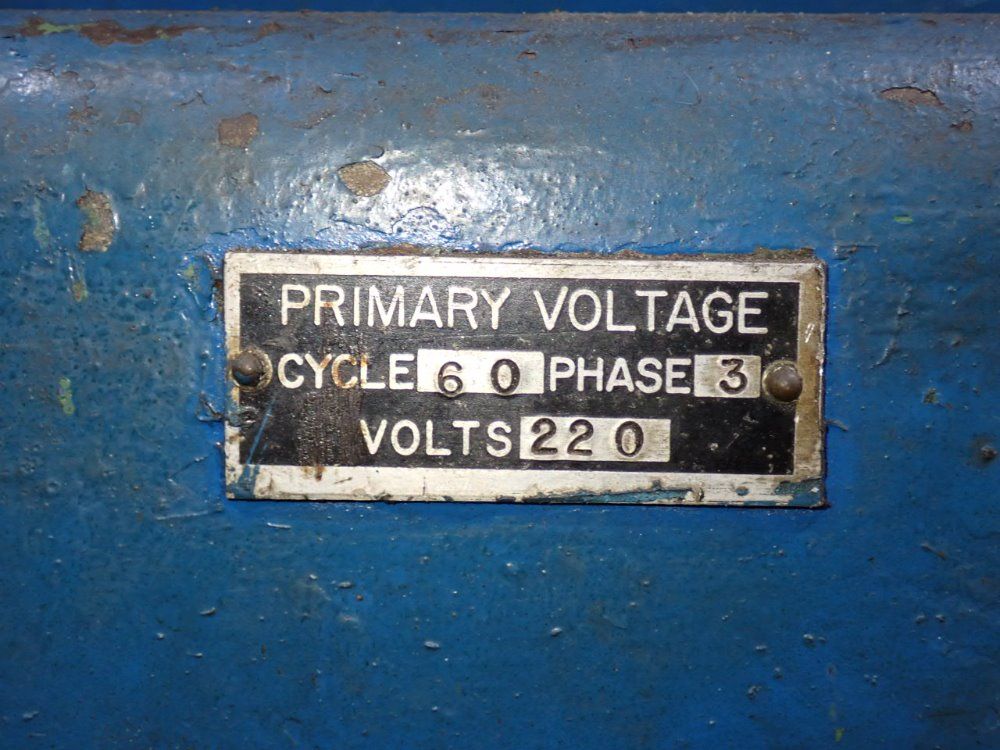 PRIMARY VOLTAGE
CYCLE 60 PHASE 3
VOLTS 220